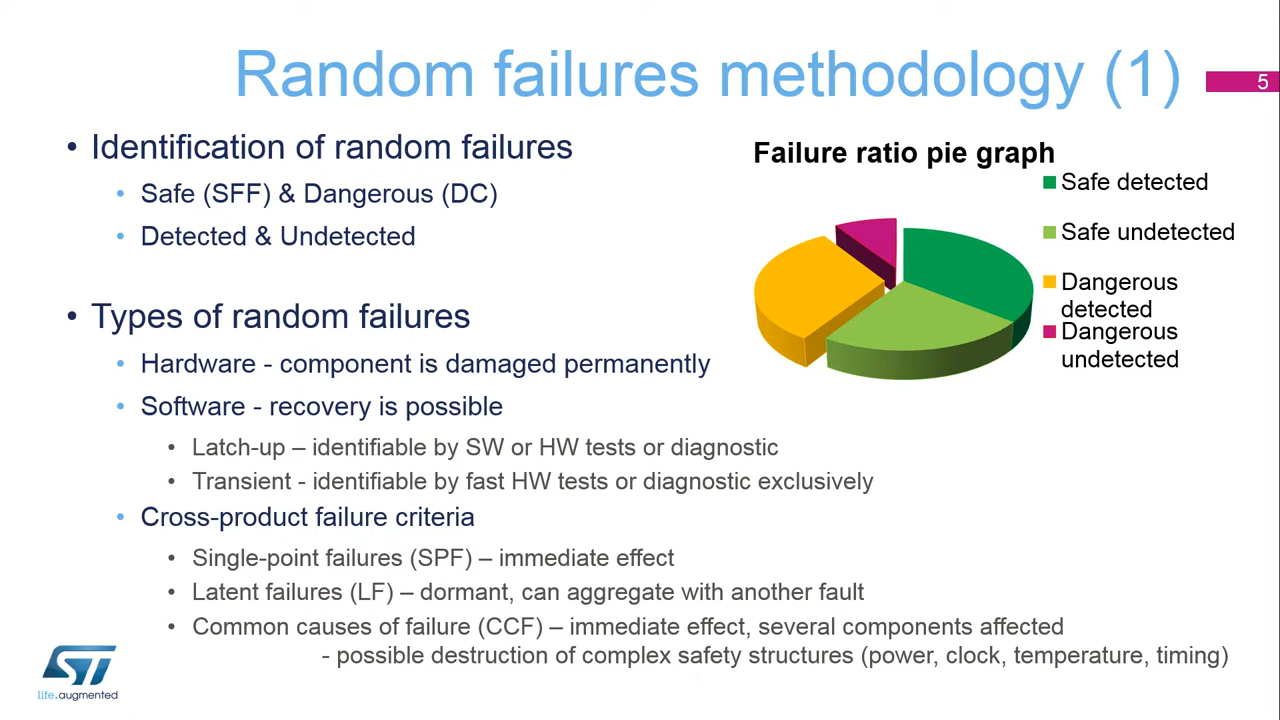 Random failures methodology (1)
5
• Identification of random failures
• Safe (SFF) & Dangerous (DC)
• Detected & Undetected
• Types of random failures
• Hardware - component is damaged permanently
• Software - recovery is possible
• Latch-up – identifiable by SW or HW tests or diagnostic
• Transient - identifiable by fast HW tests or diagnostic exclusively
• Cross-product failure criteria
• Single-point failures (SPF) – immediate effect
• Latent failures (LF) – dormant, can aggregate with another fault
• Common causes of failure (CCF) – immediate effect, several components affected
- possible destruction of complex safety structures (power, clock, temperature, timing)
Failure ratio pie graph
Safe detected
Safe undetected
Dangerous
detected
Dangerous
undetected
ST
life.augmented